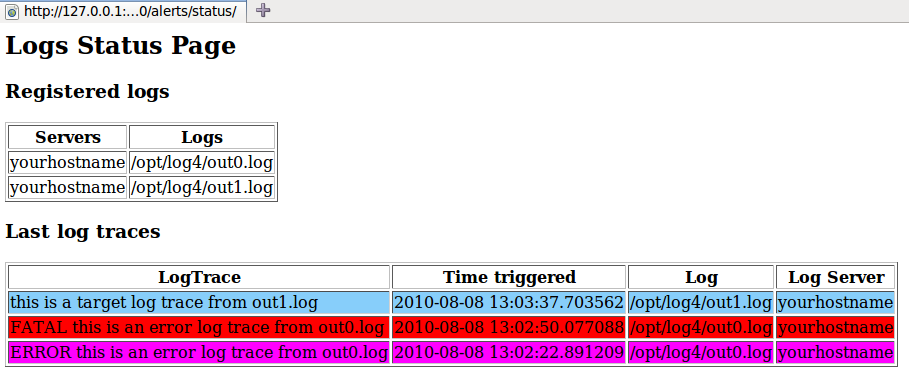 http://127.0.0.1:...0/alerts/status/
Logs Status Page
Registered logs
Servers Logs
yourhostname /opt/log4/out0.log
yourhostname /opt/log4/out1.log
Last log traces
LogTrace Time triggered Log Log Server
this is a target log trace from out1.log 2010-08-08 13:03:37.703562 /opt/log4/out1.log yourhostname
FATAL this is an error log trace from out0.log 2010-08-08 13:02:50.077088 /opt/log4/out0.log yourhostname
ERROR this is an error log trace from out0.log 2010-08-08 13:02:22.891209 /opt/log4/out0.log yourhostname